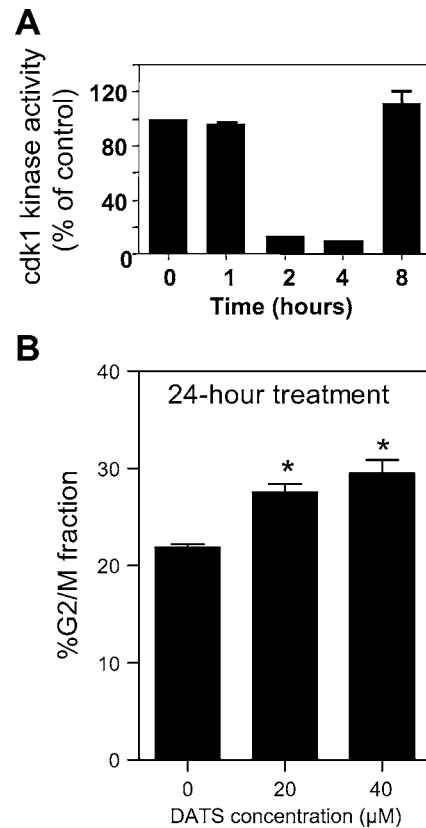 A
cdk1 kinase activity
(% of control)
120
80
40
0
0 1 2 4 8
Time (hours)
B
24-hour treatment
%G2/M fraction
40
30
20
10
0
* *
0 20 40
DATS concentration (µM)